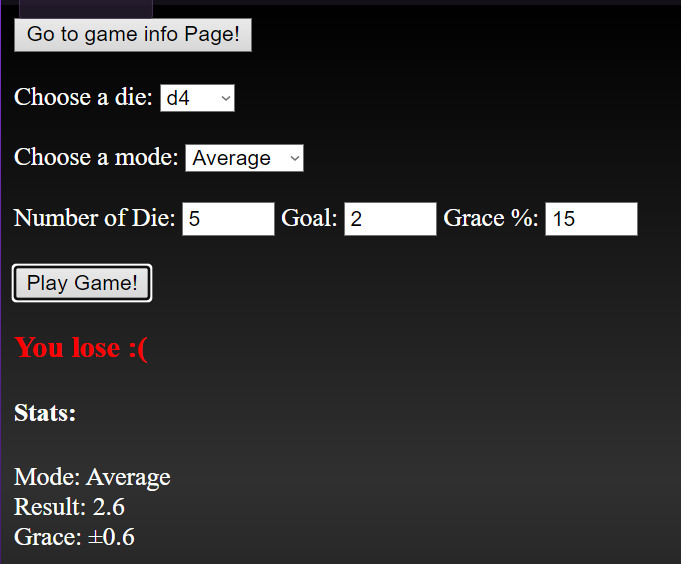 Go to game info Page!
Choose a die: d4
Choose a mode: Average
Number of Die: 5 Goal: 2 Grace %: 15
Play Game!
You lose :(
Stats:
Mode: Average
Result: 2.6
Grace: ±0.6